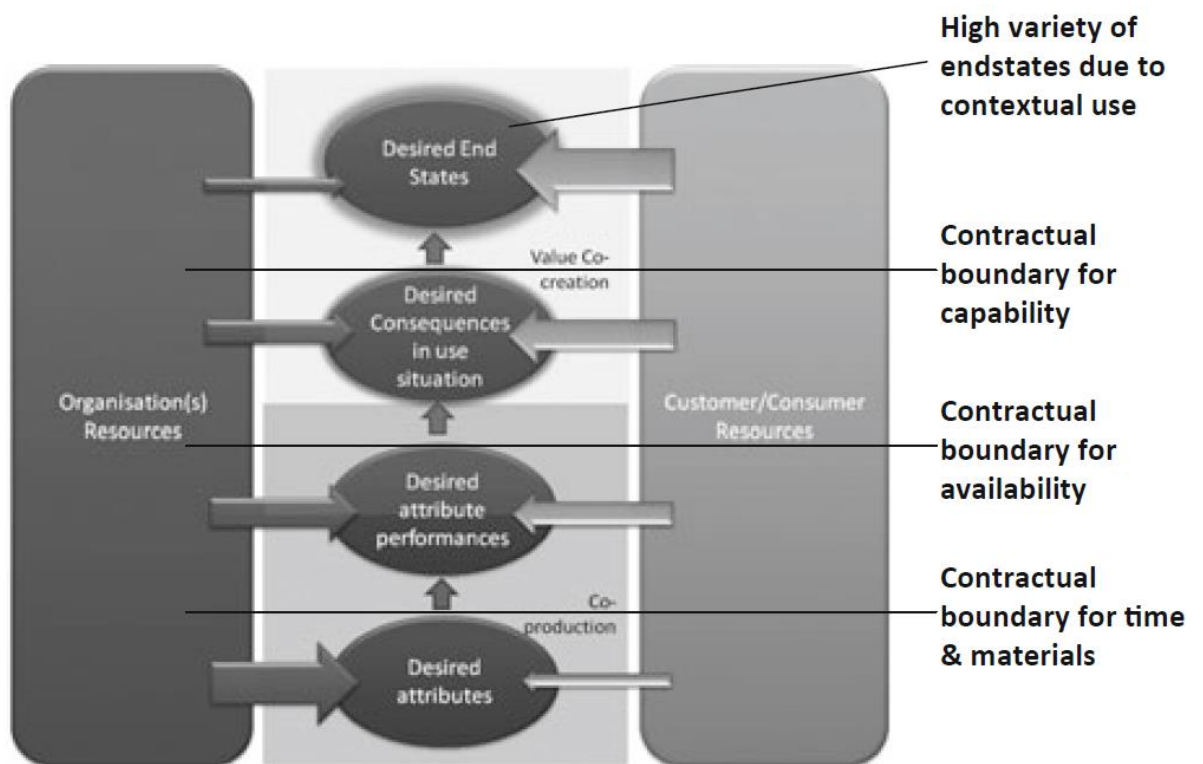 High variety of
endstates due to
contextual use
Desired End
States
Value Co-
creation
Contractual
boundary for
capability
Desired
Consequences
in use
situation
Organisation(s)
Resources
Customer/Consumer
Resources
Contractual
boundary for
availability
Desired
attribute
performances
Contractual
boundary for time
& materials
Co-
production
Desired
attributes